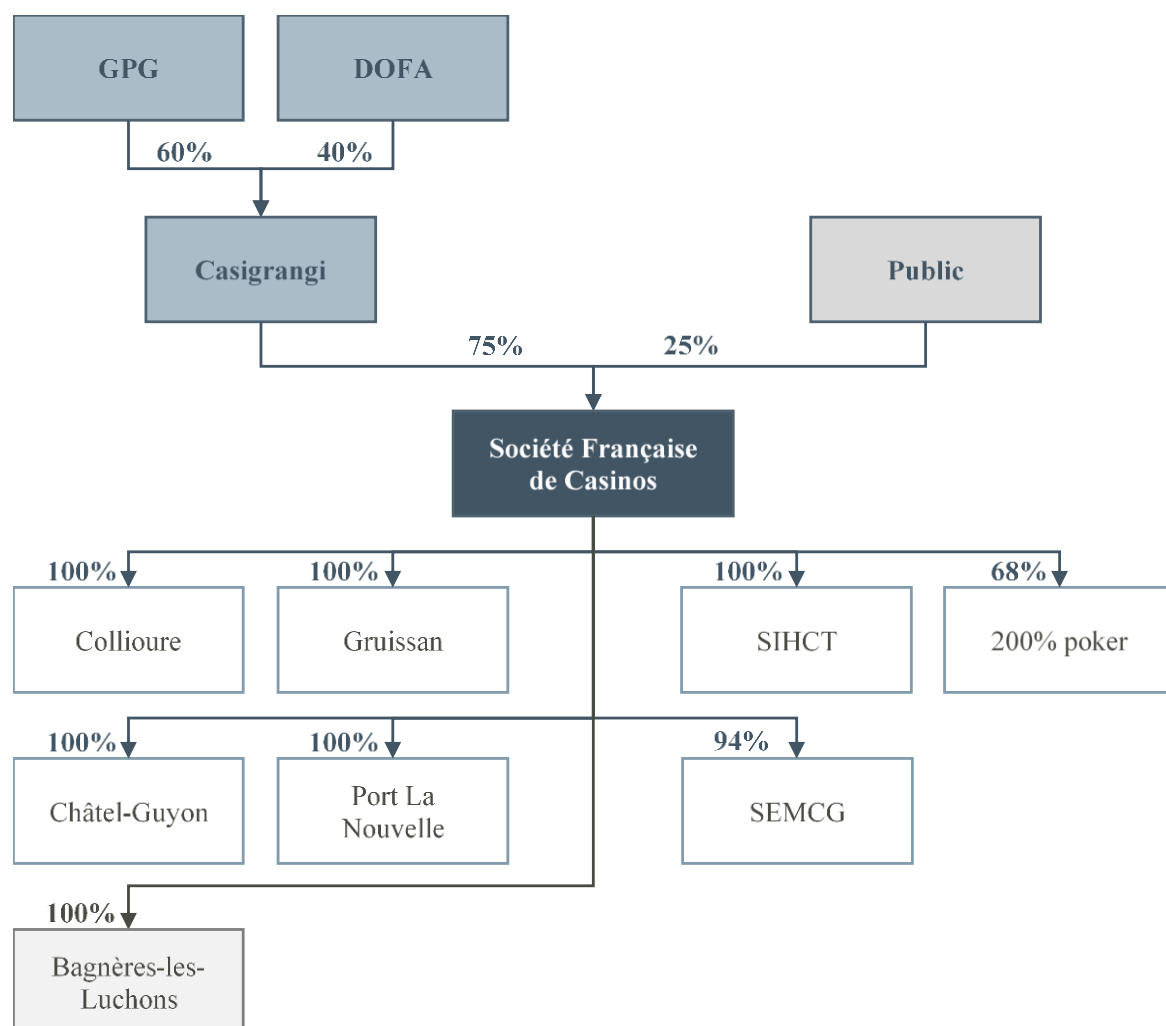 GPG
DOFA
60%
40%
Casigrangi
Public
75%
25%
Société Française
de Casinos
100%
100%
100%
68%
Collioure
Gruissan
SIHCT
200% poker
100%
100%
94%
Châtel-Guyon
Port La
Nouvelle
SEMCG
100%
Bagnères-les-
Luchons